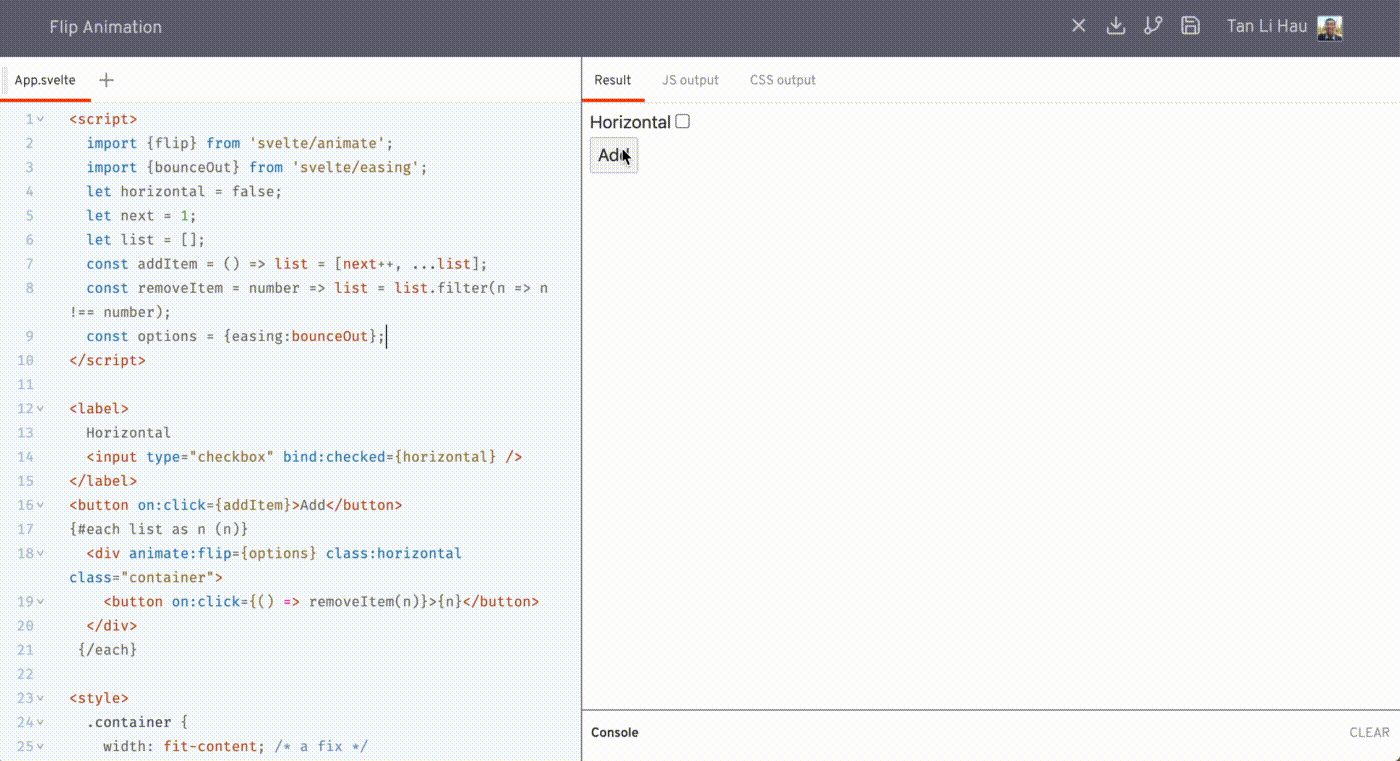 Flip Animation
Tan Li Hau
App.svelte
Result JS output CSS output
1 <script>
2   import {flip} from 'svelte/animate';
3   import {bounceOut} from 'svelte/easing';
4   let horizontal = false;
5   let next = 1;
6   let list = [];
7   const addItem = () => list = [next++, ...list];
8   const removeItem = number => list = list.filter(n => n
!== number);
9   const options = {easing:bounceOut};
10 </script>
11
12 <label>
13   Horizontal
14   <input type="checkbox" bind:checked={horizontal} />
15 </label>
16 <button on:click={addItem}>Add</button>
17 {#each list as n (n)}
18   <div animate:flip={options} class:horizontal
class="container">
19     <button on:click={() => removeItem(n)}>{n}</button>
20   </div>
21  {/each}
22
23 <style>
24   .container {
25     width: fit-content; /* a fix */
Horizontal
Add
Console
CLEAR